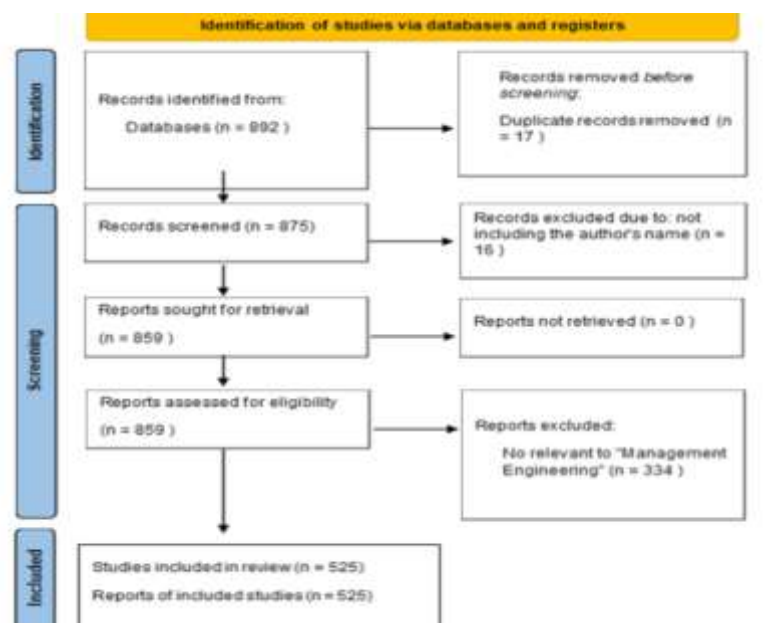 Identification of studies via databases and registers
Identification
Records identified from:
Databases (n = 892 )
Records removed before
screening:
Duplicate records removed (n
= 17 )
Screening
Records screened (n = 875)
Records excluded due to: not
including the author's name (n =
16 )
Reports sought for retrieval
(n = 859 )
Reports not retrieved (n = 0 )
Reports assessed for eligibility
(n = 859 )
Reports excluded:
No relevant to "Management
Engineering" (n = 334 )
Included
Studies included in review (n = 525)
Reports of included studies (n = 525)